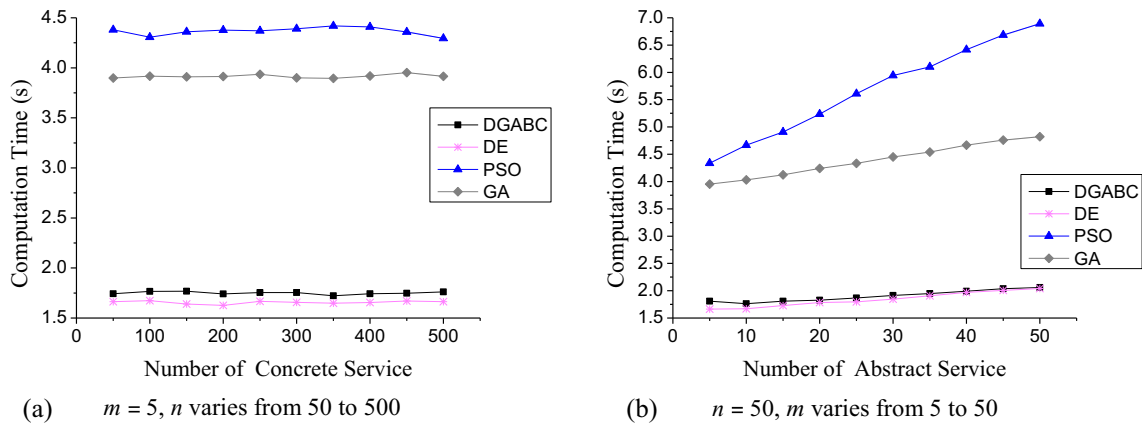 4.5
4.0
3.5
3.0
2.5
2.0
1.5
0 100 200 300 400 500
Computation Time (s)
Number of Concrete Service
DGABC
DE
PSO
GA
(a) m = 5, n varies from 50 to 500
7.0
6.5
6.0
5.5
5.0
4.5
4.0
3.5
3.0
2.5
2.0
1.5
0 10 20 30 40 50
Computation Time (s)
Number of Abstract Service
DGABC
DE
PSO
GA
(b) n = 50, m varies from 5 to 50